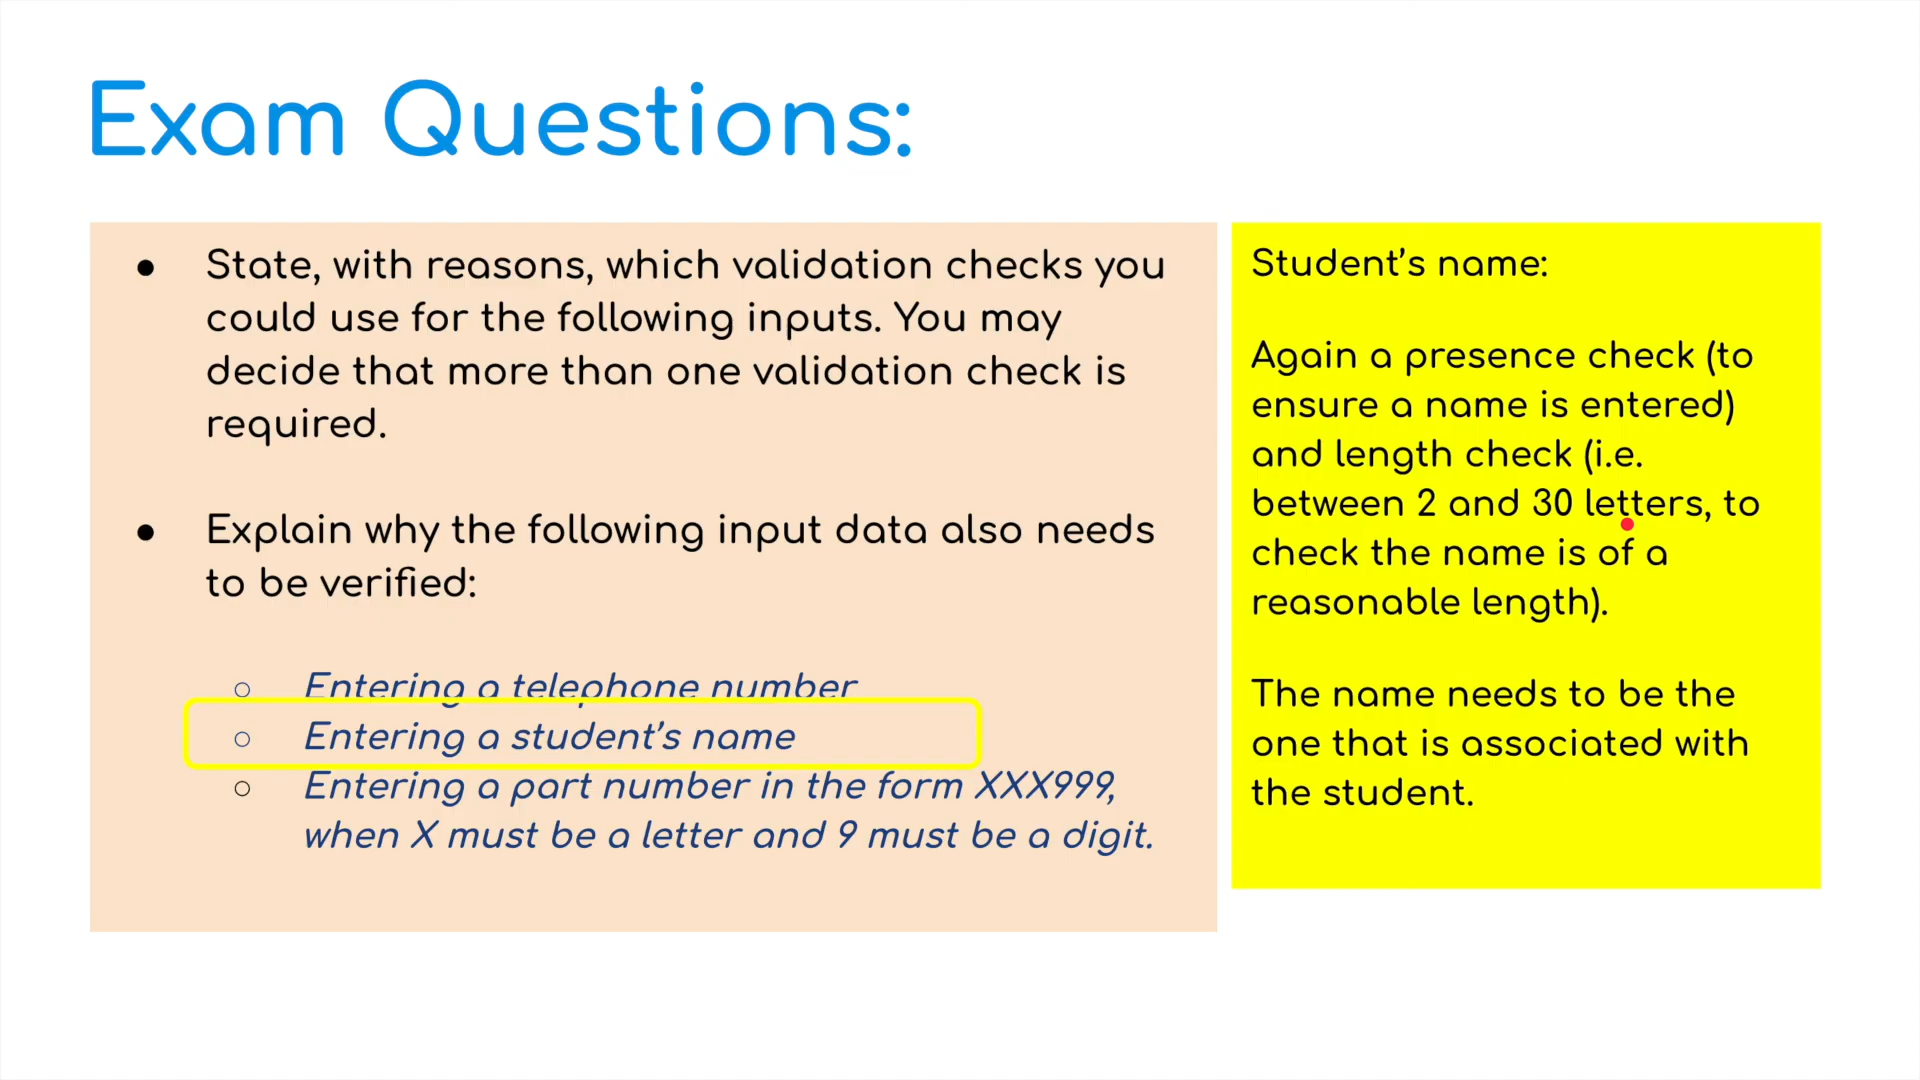 Exam Questions:
● State, with reasons, which validation checks you
could use for the following inputs. You may
decide that more than one validation check is
required.
● Explain why the following input data also needs
to be verified:
○ Entering a telephone number
○ Entering a student’s name
○ Entering a part number in the form XXX999,
when X must be a letter and 9 must be a digit.
Student’s name:
Again a presence check (to
ensure a name is entered)
and length check (i.e.
between 2 and 30 letters, to
check the name is of a
reasonable length).
The name needs to be the
one that is associated with
the student.